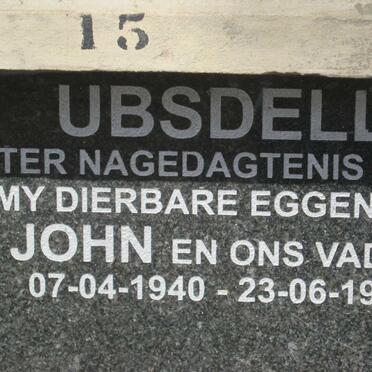 15
UBSDELL
TER NAGEDAGTENIS
MY DIERBARE EGGEN
JOHN EN ONS VAD
07-04-1940 - 23-06-19